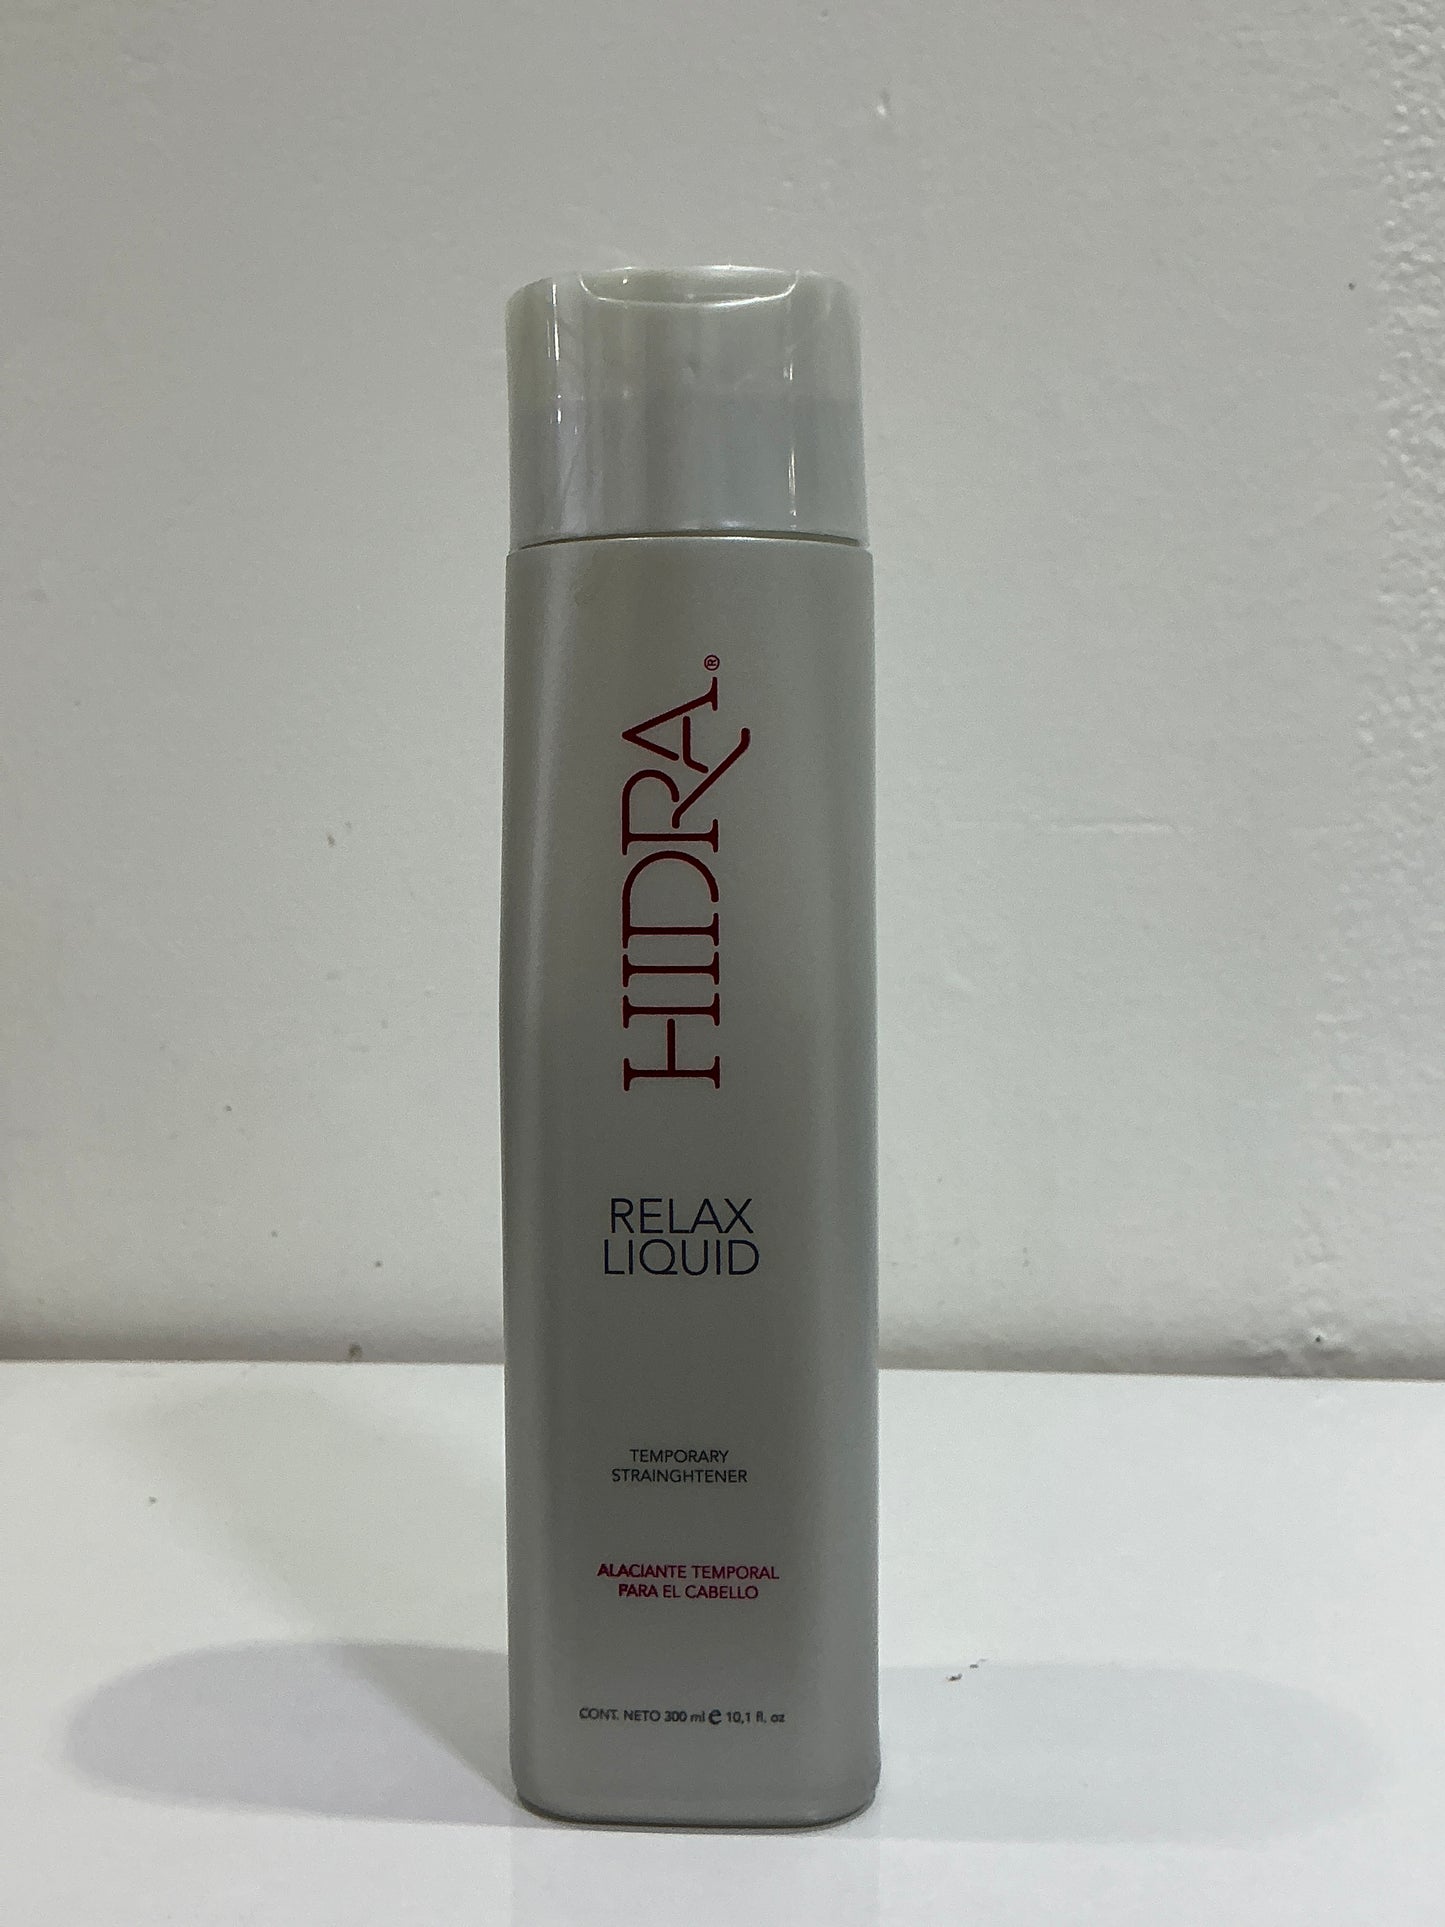 HIDRA®
RELAX
LIQUID
TEMPORARY
STRAINGHTENER
ALACIANTE TEMPORAL
PARA EL CABELLO
CONT. NETO 300 ml e 10,1 fl. oz